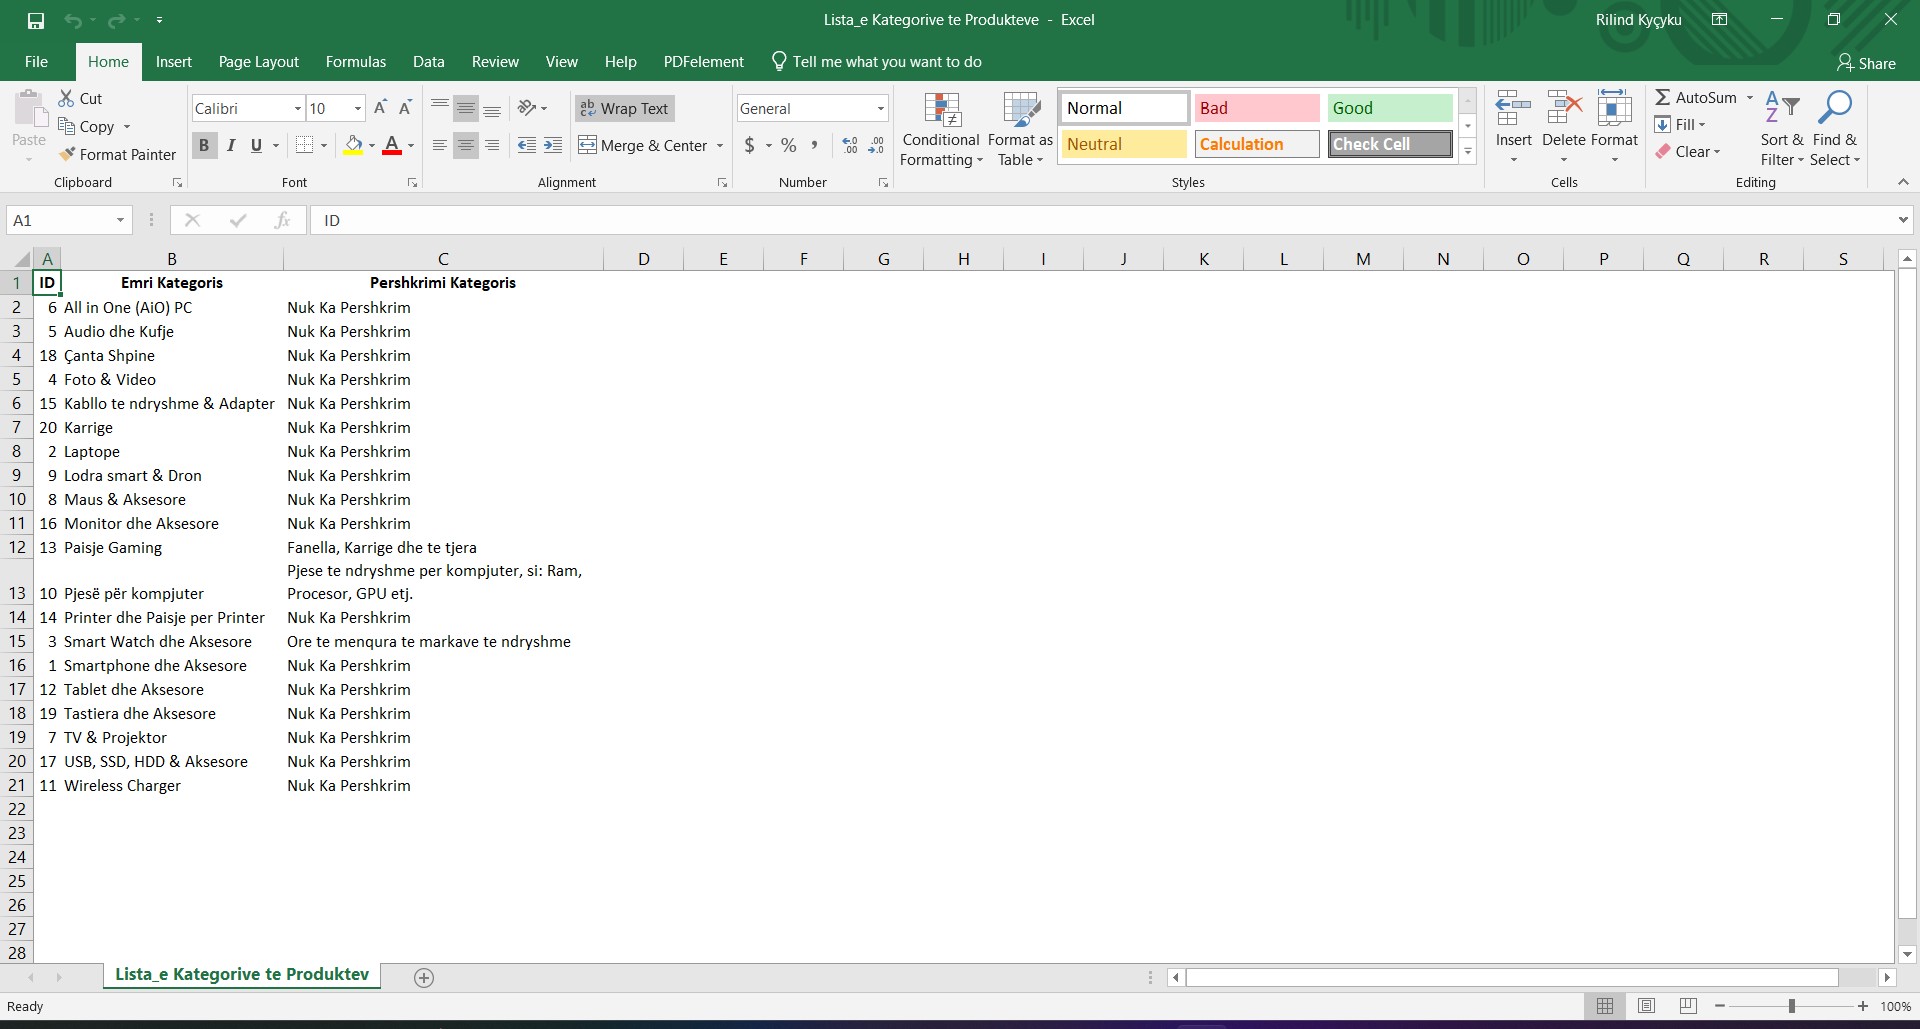 Lista_e Kategorive te Produkteve - Excel
Rilind Kyçyku
File Home Insert Page Layout Formulas Data Review View Help PDFelement Tell me what you want to do Share
Paste
Cut
Copy
Format Painter
Clipboard
Calibri 10
B I U A
Font
Wrap Text
Merge & Center
Alignment
General
$ % ,
Number
Conditional Formatting
Format as Table
Normal Bad Good
Neutral Calculation Check Cell
Styles
Insert Delete Format
Cells
AutoSum
Fill
Clear
Sort & Filter
Find & Select
Editing
A1 fx ID
A B C D E F G H I J K L M N O P Q R S
1 ID Emri Kategoris Pershkrimi Kategoris
2 6 All in One (AiO) PC Nuk Ka Pershkrim
3 5 Audio dhe Kufje Nuk Ka Pershkrim
4 18 Çanta Shpine Nuk Ka Pershkrim
5 4 Foto & Video Nuk Ka Pershkrim
6 15 Kabllo te ndryshme & Adapter Nuk Ka Pershkrim
7 20 Karrige Nuk Ka Pershkrim
8 2 Laptope Nuk Ka Pershkrim
9 9 Lodra smart & Dron Nuk Ka Pershkrim
10 8 Maus & Aksesore Nuk Ka Pershkrim
11 16 Monitor dhe Aksesore Nuk Ka Pershkrim
12 13 Paisje Gaming Fanella, Karrige dhe te tjera
Pjese te ndryshme per kompjuter, si: Ram,
13 10 Pjesë për kompjuter Procesor, GPU etj.
14 14 Printer dhe Paisje per Printer Nuk Ka Pershkrim
15 3 Smart Watch dhe Aksesore Ore te menqura te markave te ndryshme
16 1 Smartphone dhe Aksesore Nuk Ka Pershkrim
17 12 Tablet dhe Aksesore Nuk Ka Pershkrim
18 19 Tastiera dhe Aksesore Nuk Ka Pershkrim
19 7 TV & Projektor Nuk Ka Pershkrim
20 17 USB, SSD, HDD & Aksesore Nuk Ka Pershkrim
21 11 Wireless Charger Nuk Ka Pershkrim
22
23
24
25
26
27
28
Lista_e Kategorive te Produktev
Ready
100%